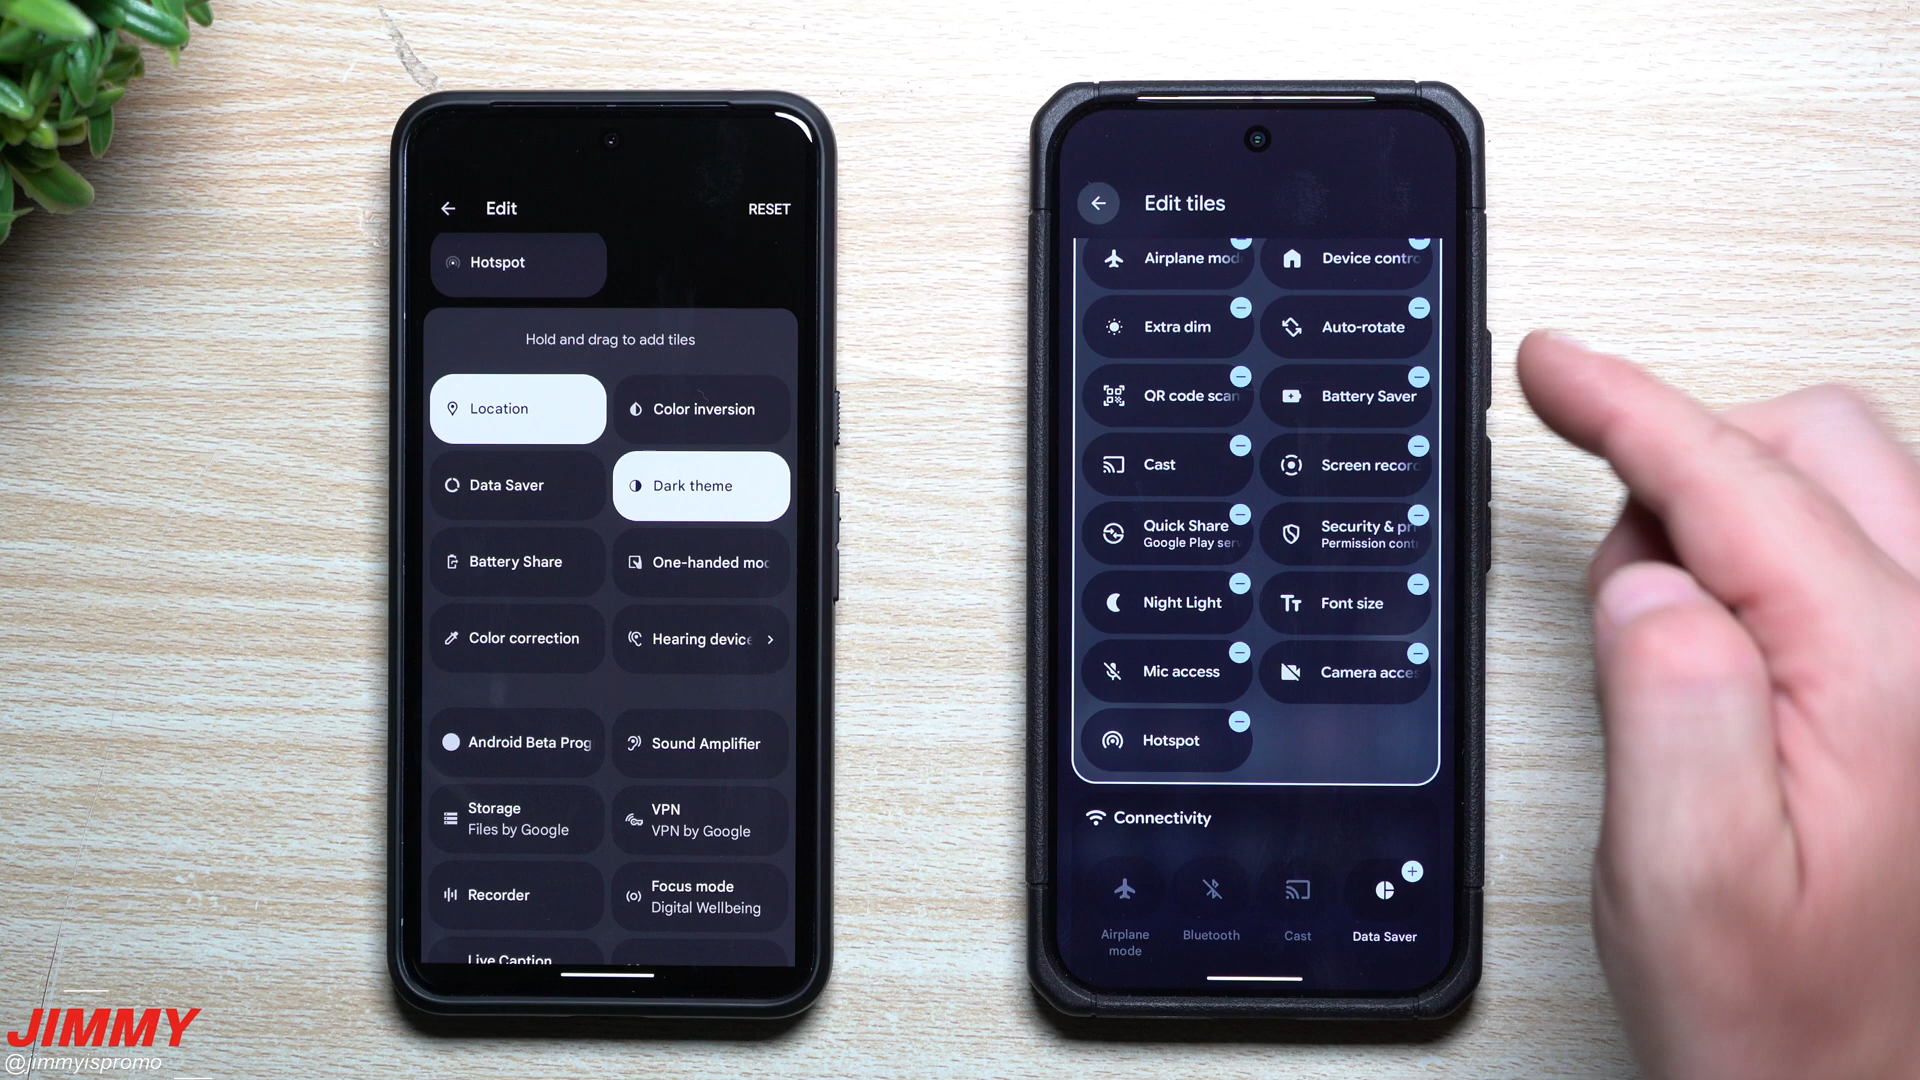 Edit
RESET
Hotspot
Hold and drag to add tiles
Location
Color inversion
Data Saver
Dark theme
Battery Share
One-handed mo
Color correction
Hearing device
Android Beta Prog
Sound Amplifier
Storage
Files by Google
VPN
VPN by Google
Recorder
Focus mode
Digital Wellbeing
Live Caption
Edit tiles
Airplane mod
Device contro
Extra dim
Auto-rotate
QR code scan
Battery Saver
Cast
Screen recor
Quick Share
Google Play serv
Security & pr
Permission cont
Night Light
Font size
Mic access
Camera acces
Hotspot
Connectivity
Airplane
mode
Bluetooth
Cast
Data Saver
JIMMY
@jimmyispromo